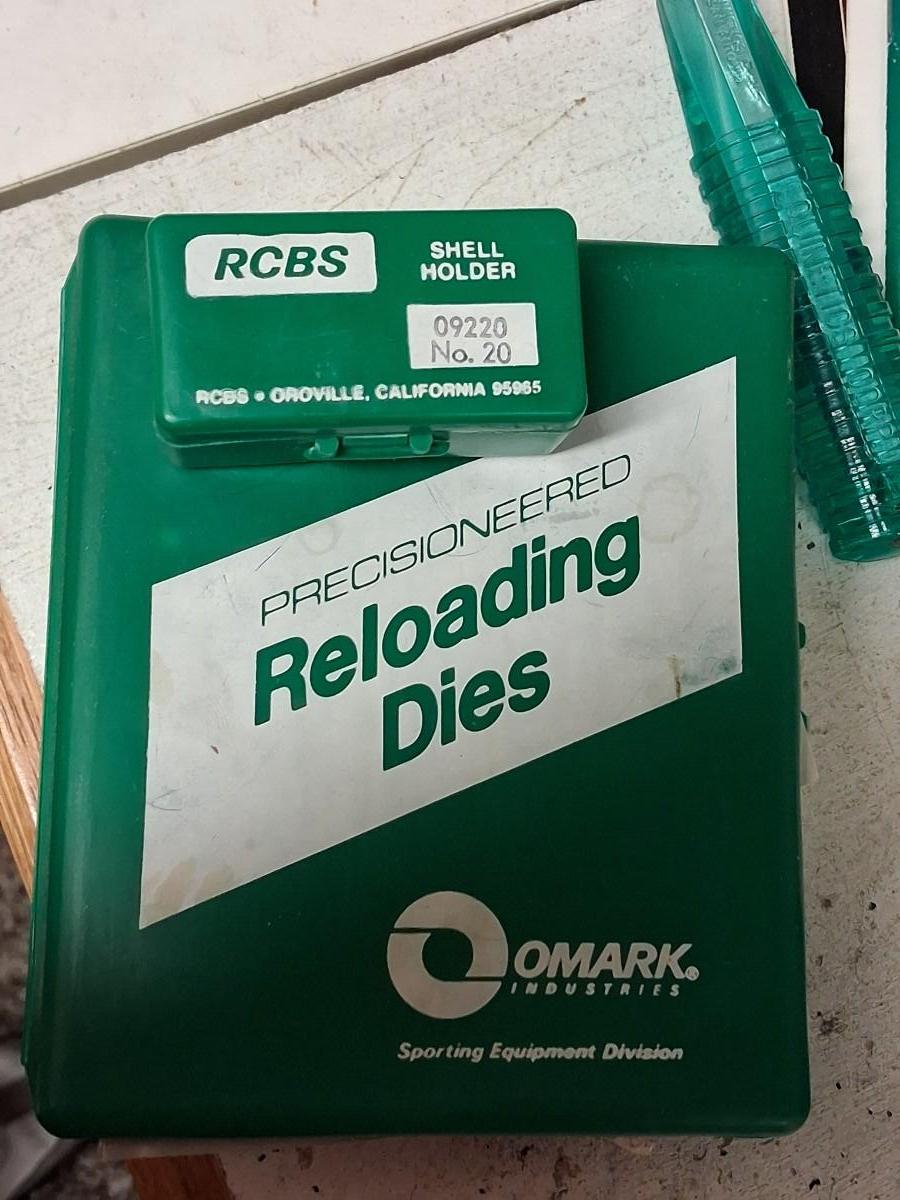 RCBS
SHELL
HOLDER
09220
No. 20
RCBS • OROVILLE, CALIFORNIA 95965
PRECISIONEERED
Reloading
Dies
OMARK®
INDUSTRIES
Sporting Equipment Division